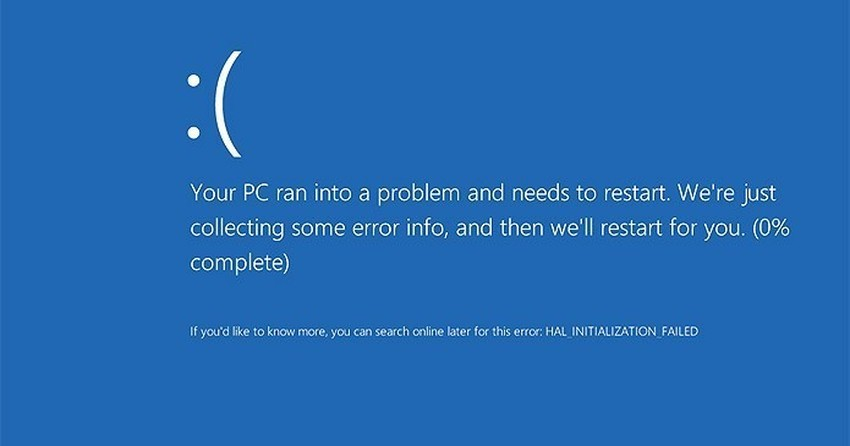 :(
Your PC ran into a problem and needs to restart. We're just
collecting some error info, and then we'll restart for you. (0%
complete)
If you'd like to know more, you can search online later for this error: HAL_INITIALIZATION_FAILED